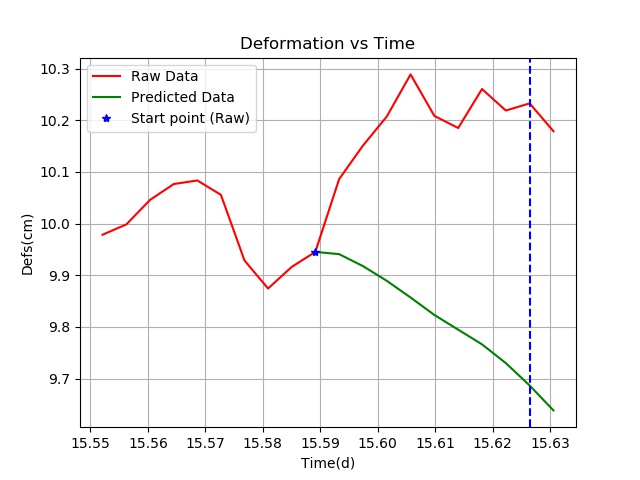 Deformation vs Time
Raw Data
Predicted Data
Start point (Raw)
Defs(cm)
10.3
10.2
10.1
10.0
9.9
9.8
9.7
15.55 15.56 15.57 15.58 15.59 15.60 15.61 15.62 15.63
Time(d)